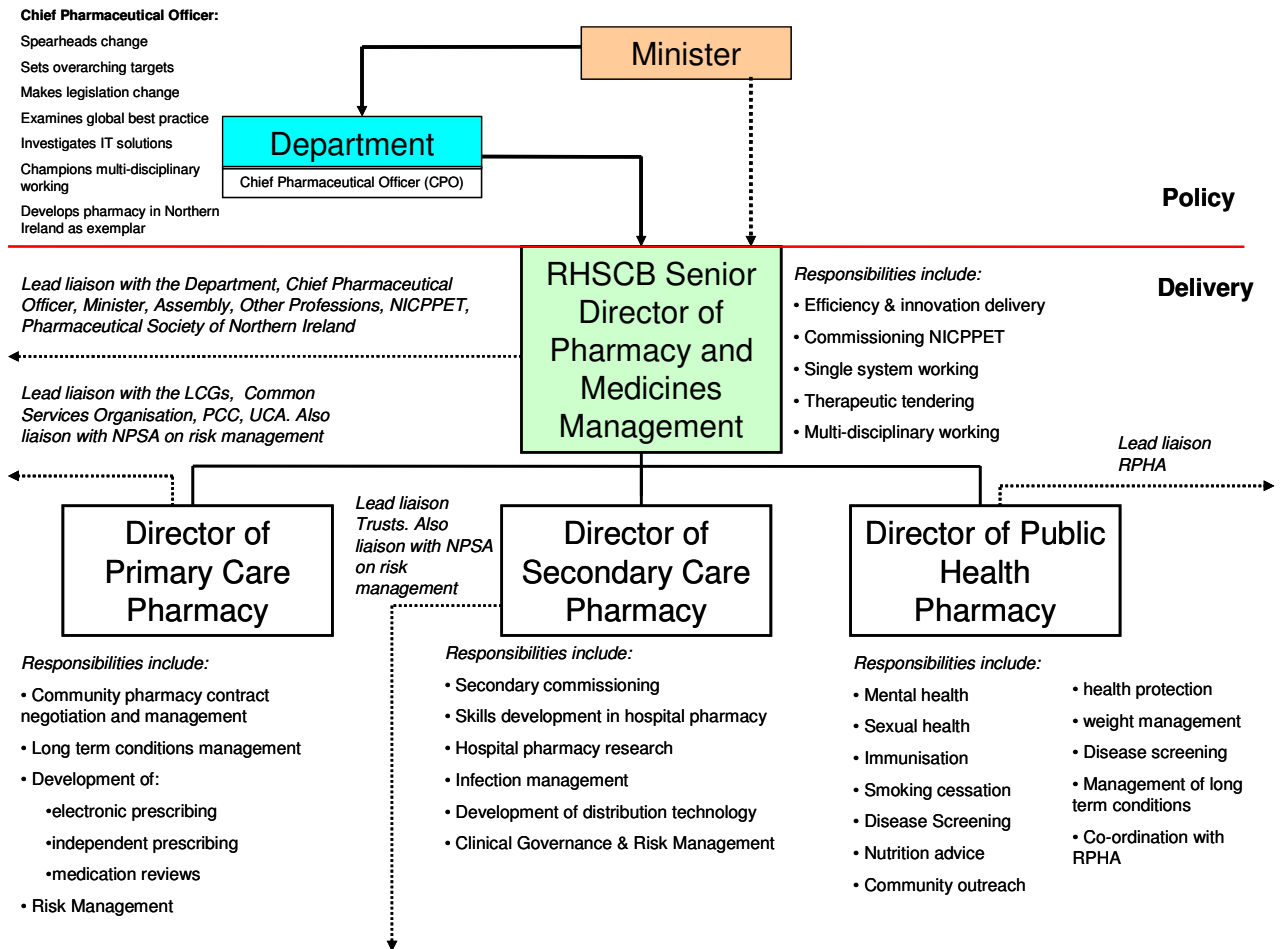 Chief Pharmaceutical Officer:
Spearheads change
Sets overarching targets
Makes legislation change
Examines global best practice
Investigates IT solutions
Champions multi-disciplinary
working
Develops pharmacy in Northern
Ireland as exemplar
Minister
Department
Chief Pharmaceutical Officer (CPO)
Policy
Delivery
Lead liaison with the Department, Chief Pharmaceutical
Officer, Minister, Assembly, Other Professions, NICPPET,
Pharmaceutical Society of Northern Ireland
Lead liaison with the LCGs, Common
Services Organisation, PCC, UCA. Also
liaison with NPSA on risk management
RHSCB Senior
Director of
Pharmacy and
Medicines
Management
Responsibilities include:
• Efficiency & innovation delivery
• Commissioning NICPPET
• Single system working
• Therapeutic tendering
• Multi-disciplinary working
Lead liaison
RPHA
Director of
Primary Care
Pharmacy
Lead liaison
Trusts. Also
liaison with NPSA
on risk
management
Director of
Secondary Care
Pharmacy
Director of Public
Health
Pharmacy
Responsibilities include:
• Community pharmacy contract
negotiation and management
• Long term conditions management
• Development of:
•electronic prescribing
•independent prescribing
•medication reviews
• Risk Management
Responsibilities include:
• Secondary commissioning
• Skills development in hospital pharmacy
• Hospital pharmacy research
• Infection management
• Development of distribution technology
• Clinical Governance & Risk Management
Responsibilities include:
• Mental health
• Sexual health
• Immunisation
• Smoking cessation
• Disease Screening
• Nutrition advice
• Community outreach
• health protection
• weight management
• Disease screening
• Management of long
term conditions
• Co-ordination with
RPHA